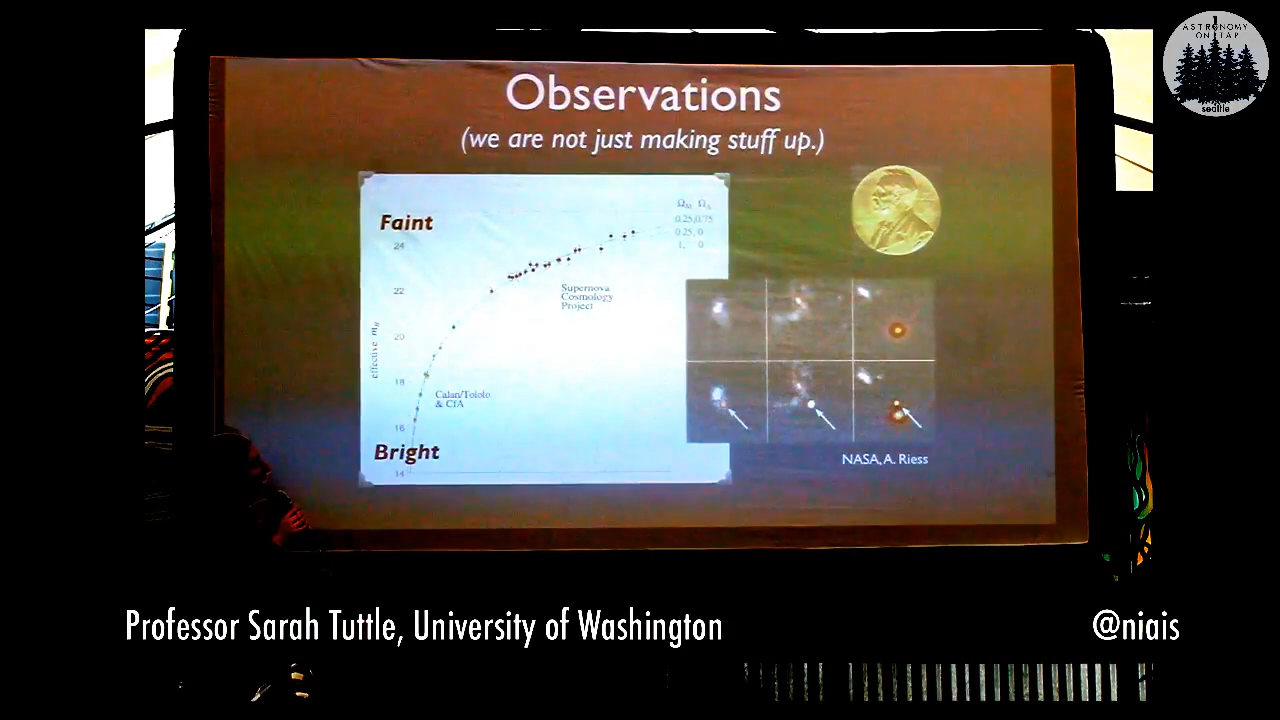 ASTRONOMY
ON TAP
seattle
Observations
(we are not just making stuff up.)
Faint
Ω_M Ω_Λ
0.25,0.75
0.25, 0
1, 0
24
22
20
18
16
14
effective m_B
Supernova
Cosmology
Project
Calan/Tololo
& CfA
Bright
NASA, A. Riess
Professor Sarah Tuttle, University of Washington
@niais